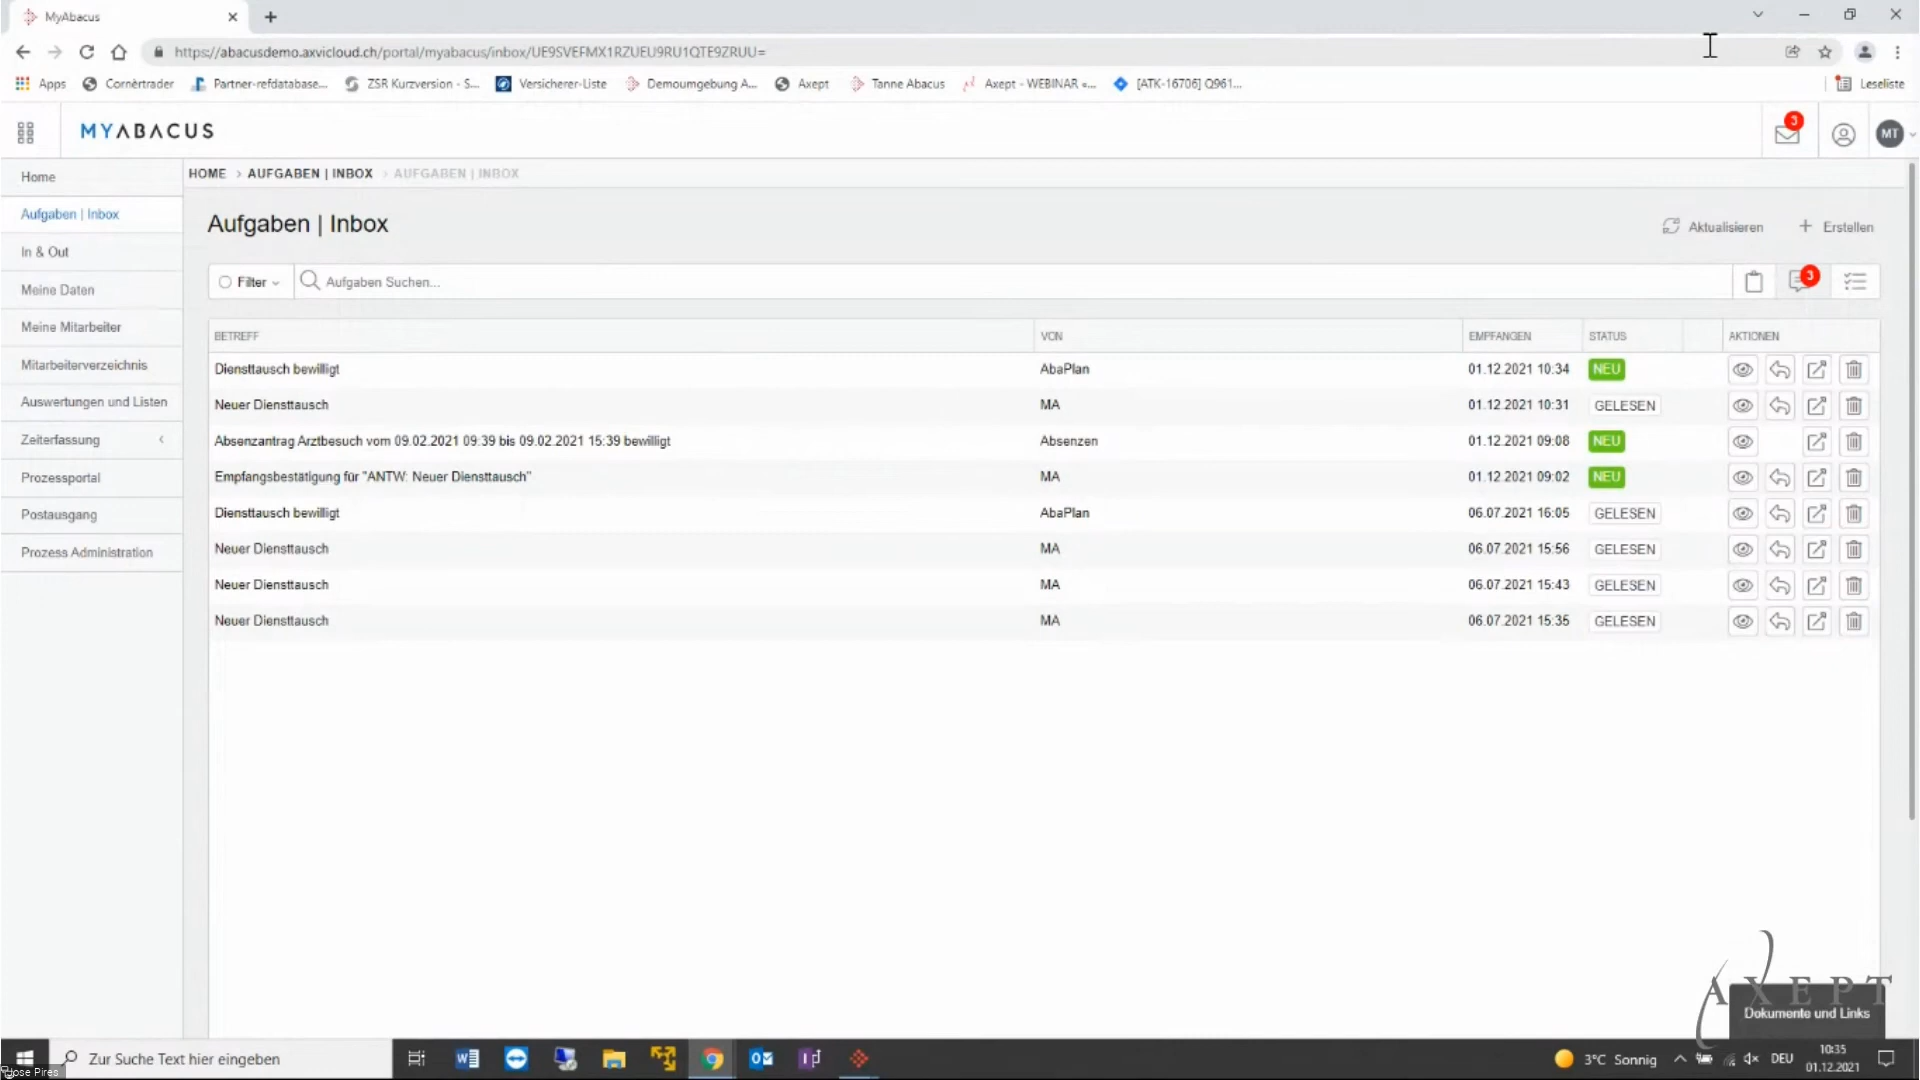 MyAbacus
https://abacusdemo.axvicloud.ch/portal/myabacus/inbox/UE9SVEFMX1RZUEU9RU1QTE9ZRUU=
Apps Cornèrtrader Partner-refdatabase... ZSR Kurzversion - S... Versicherer-Liste Demoumgebung A... Axept Tanne Abacus Axept - WEBINAR «... [ATK-16706] Q961... Leseliste
MYABACUS 3 MT
Home
Aufgaben | Inbox
In & Out
Meine Daten
Meine Mitarbeiter
Mitarbeiterverzeichnis
Auswertungen und Listen
Zeiterfassung
Prozessportal
Postausgang
Prozess Administration
HOME > AUFGABEN | INBOX > AUFGABEN | INBOX
Aufgaben | Inbox
Aktualisieren + Erstellen
Filter Aufgaben Suchen... 3
BETREFF VON EMPFANGEN STATUS AKTIONEN
Diensttausch bewilligt AbaPlan 01.12.2021 10:34 NEU
Neuer Diensttausch MA 01.12.2021 10:31 GELESEN
Absenzantrag Arztbesuch vom 09.02.2021 09:39 bis 09.02.2021 15:39 bewilligt Absenzen 01.12.2021 09:08 NEU
Empfangsbestätigung für "ANTW: Neuer Diensttausch" MA 01.12.2021 09:02 NEU
Diensttausch bewilligt AbaPlan 06.07.2021 16:05 GELESEN
Neuer Diensttausch MA 06.07.2021 15:56 GELESEN
Neuer Diensttausch MA 06.07.2021 15:43 GELESEN
Neuer Diensttausch MA 06.07.2021 15:35 GELESEN
AXEPT
Dokumente und Links
Zur Suche Text hier eingeben
3°C Sonnig
DEU
10:35
01.12.2021
Jose Pires